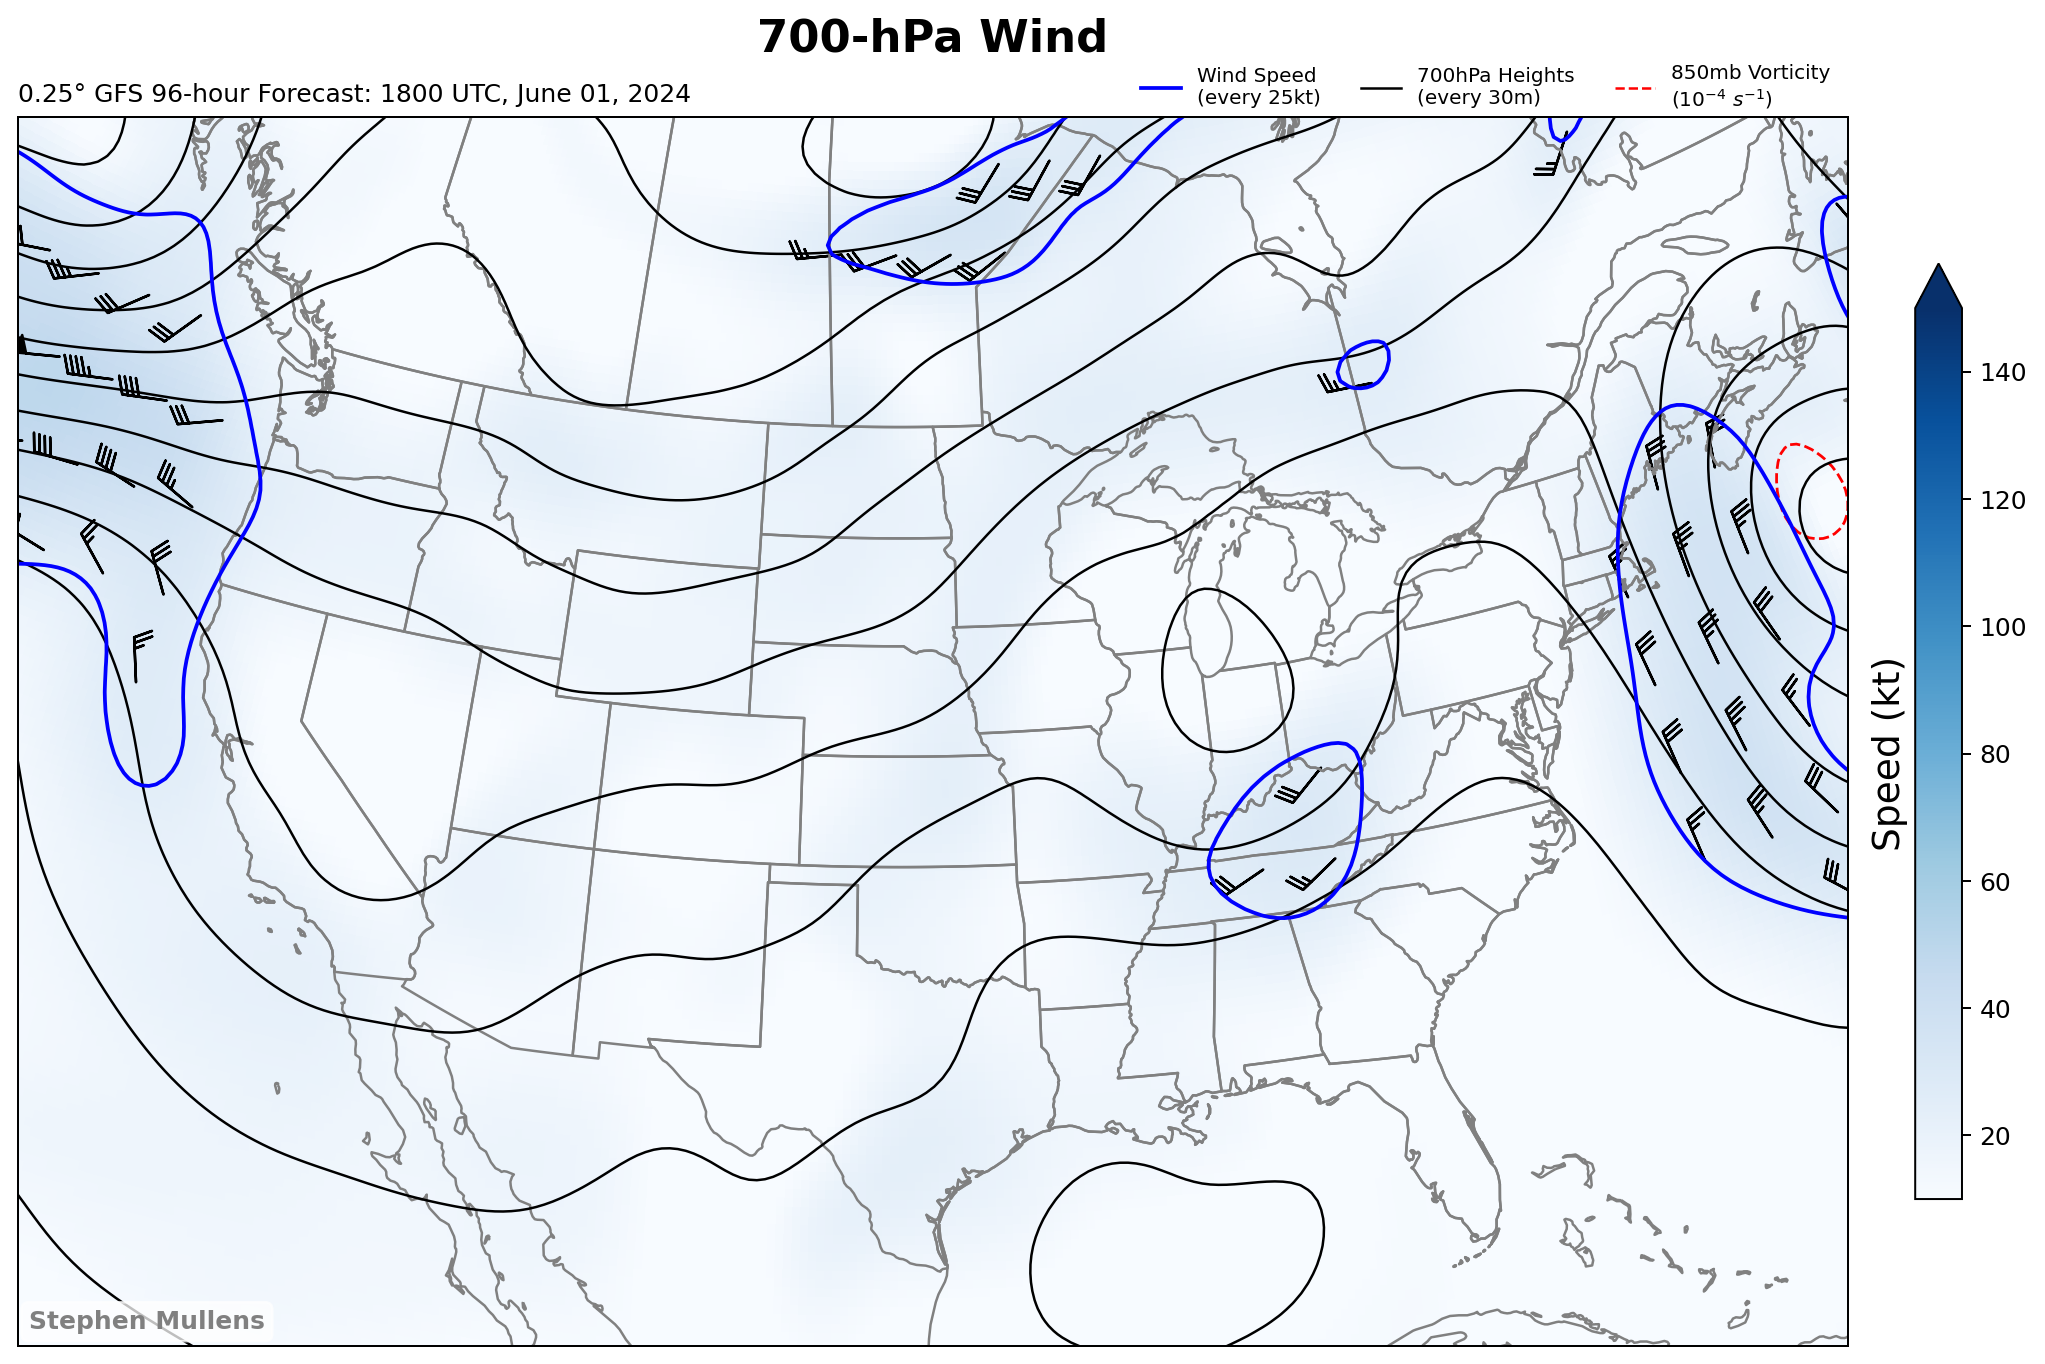 700-hPa Wind
0.25° GFS 96-hour Forecast: 1800 UTC, June 01, 2024
Wind Speed
(every 25kt)
700hPa Heights
(every 30m)
850mb Vorticity
(10⁻⁴ s⁻¹)
140
120
100
80
60
40
20
Speed (kt)
Stephen Mullens